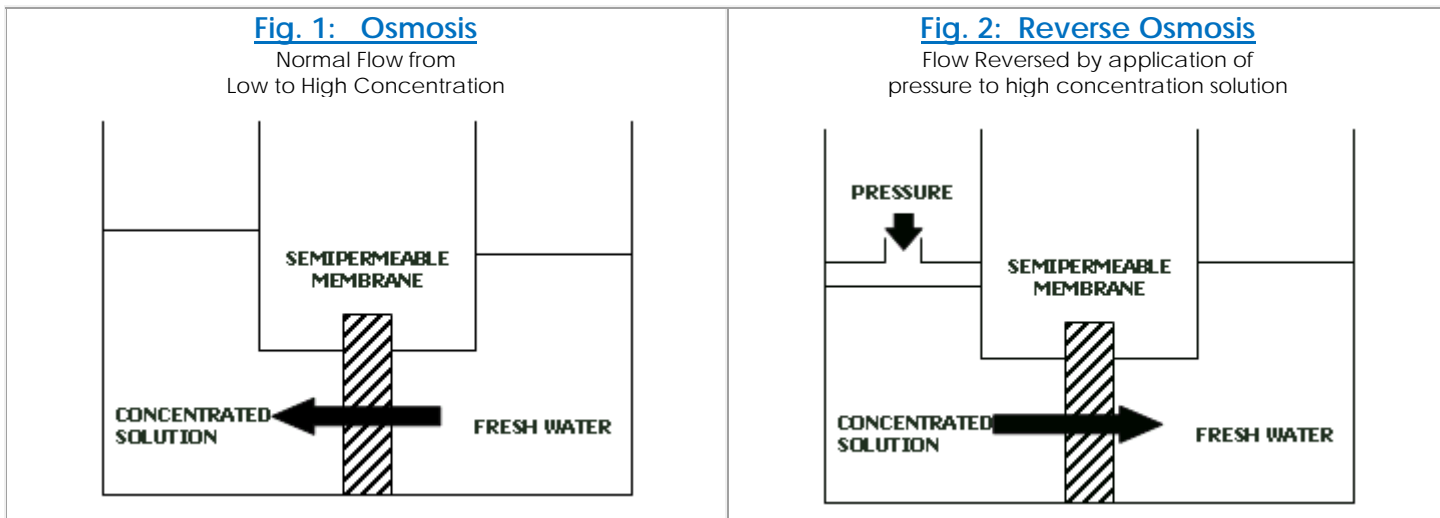 Fig. 1: Osmosis
Normal Flow from
Low to High Concentration
SEMIPERMEABLE
MEMBRANE
CONCENTRATED
SOLUTION
FRESH WATER
Fig. 2: Reverse Osmosis
Flow Reversed by application of
pressure to high concentration solution
PRESSURE
SEMIPERMEABLE
MEMBRANE
CONCENTRATED
SOLUTION
FRESH WATER